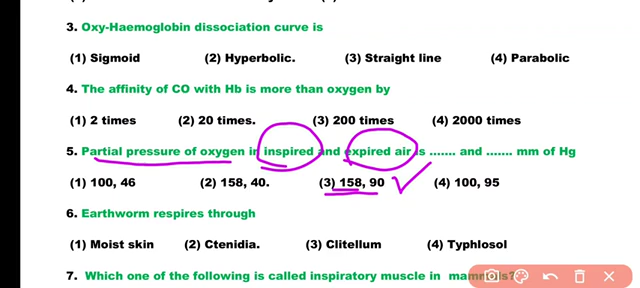 3. Oxy-Haemoglobin dissociation curve is
(1) Sigmoid (2) Hyperbolic. (3) Straight line (4) Parabolic
4. The affinity of CO with Hb is more than oxygen by
(1) 2 times (2) 20 times. (3) 200 times (4) 2000 times
5. Partial pressure of oxygen in inspired and expired air is ....... and ....... mm of Hg
(1) 100, 46 (2) 158, 40. (3) 158, 90 (4) 100, 95
6. Earthworm respires through
(1) Moist skin (2) Ctenidia. (3) Clitellum (4) Typhlosol
7. Which one of the following is called inspiratory muscle in mammals?